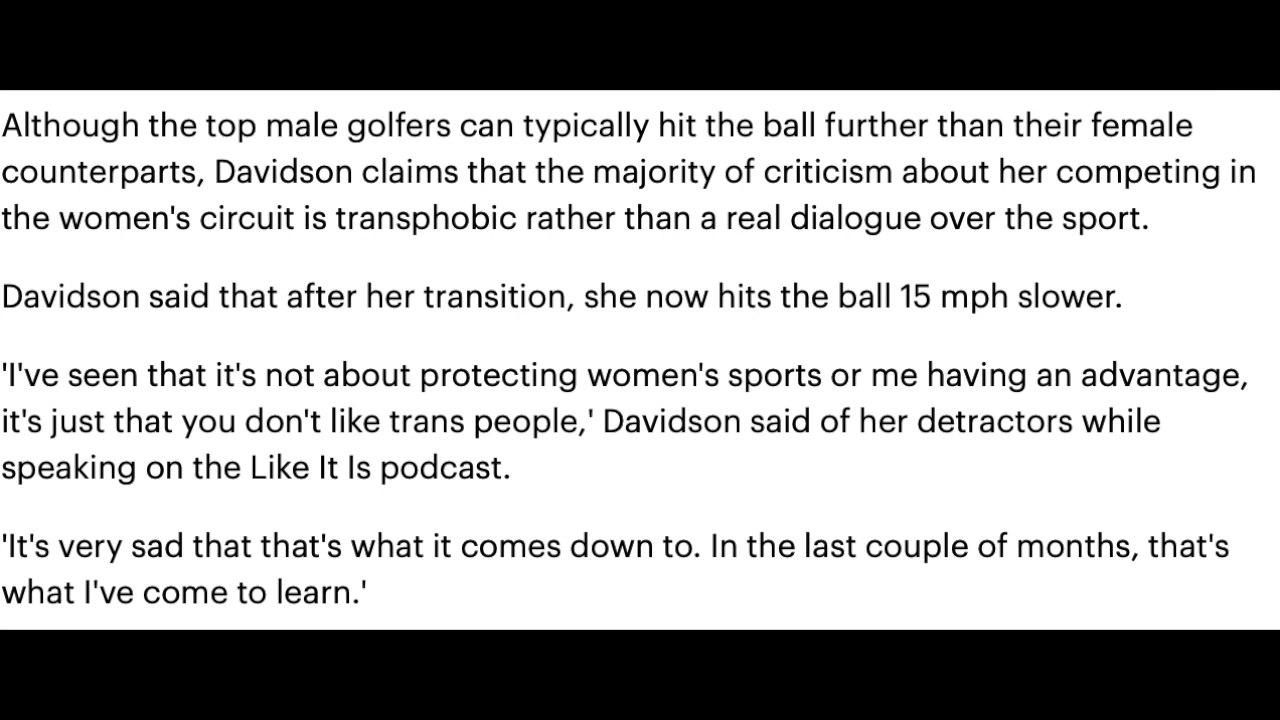 Although the top male golfers can typically hit the ball further than their female
counterparts, Davidson claims that the majority of criticism about her competing in
the women's circuit is transphobic rather than a real dialogue over the sport.
Davidson said that after her transition, she now hits the ball 15 mph slower.
'I've seen that it's not about protecting women's sports or me having an advantage,
it's just that you don't like trans people,' Davidson said of her detractors while
speaking on the Like It Is podcast.
'It's very sad that that's what it comes down to. In the last couple of months, that's
what I've come to learn.'